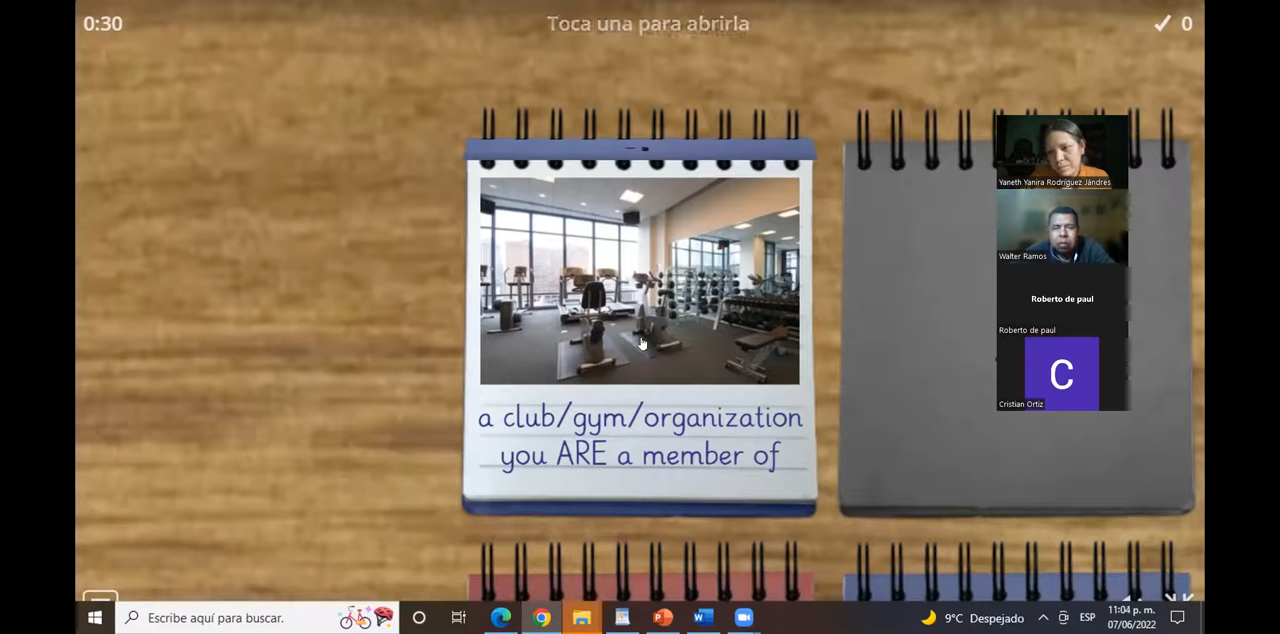 0:30
Toca una para abrirla
0
a club/gym/organization
you ARE a member of
Yaneth Yanira Rodríguez Jándres
Walter Ramos
Roberto de paul
Roberto de paul
C
Cristian Ortiz
Escribe aquí para buscar.
9°C Despejado
ESP
11:04 p. m.
07/06/2022